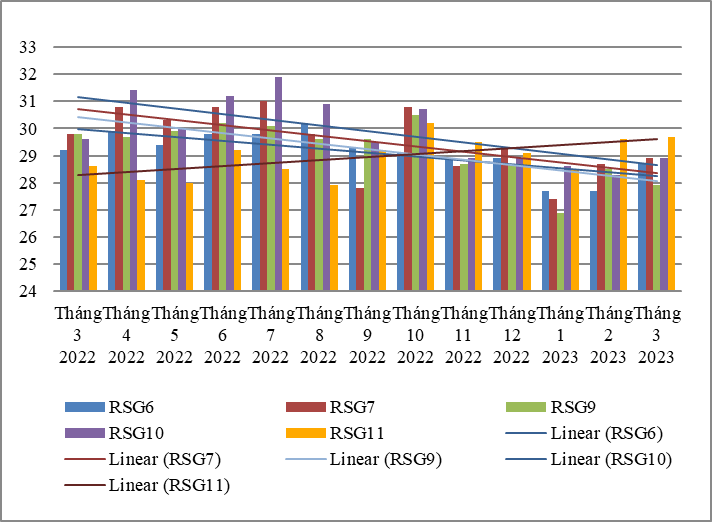 33
32
31
30
29
28
27
26
25
24
Tháng Tháng Tháng Tháng Tháng Tháng Tháng Tháng Tháng Tháng Tháng Tháng Tháng
3 4 5 6 7 8 9 10 11 12 1 2 3
2022 2022 2022 2022 2022 2022 2022 2022 2022 2022 2023 2023 2023
RSG6 RSG7 RSG9
RSG10 RSG11 Linear (RSG6)
Linear (RSG7) Linear (RSG9) Linear (RSG10)
Linear (RSG11)